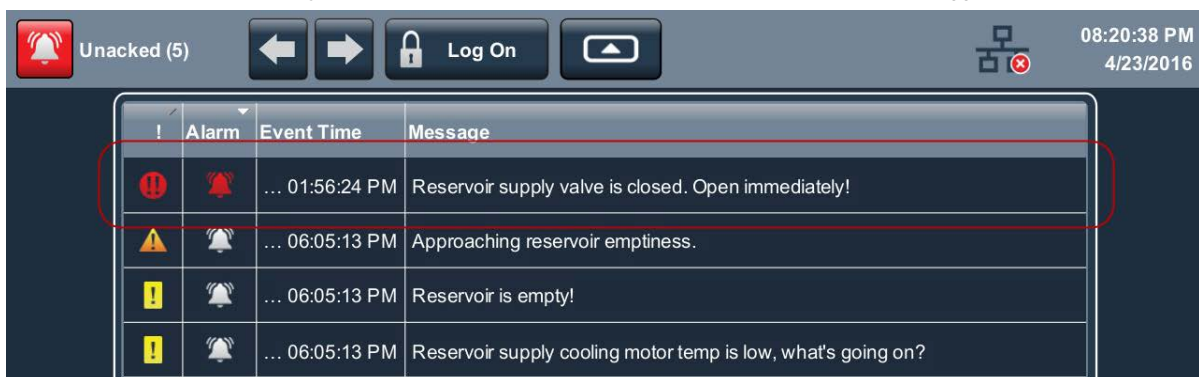 Unacked (5)
Log On
08:20:38 PM
4/23/2016
! Alarm Event Time Message
!! ... 01:56:24 PM Reservoir supply valve is closed. Open immediately!
! ... 06:05:13 PM Approaching reservoir emptiness.
! ... 06:05:13 PM Reservoir is empty!
! ... 06:05:13 PM Reservoir supply cooling motor temp is low, what's going on?